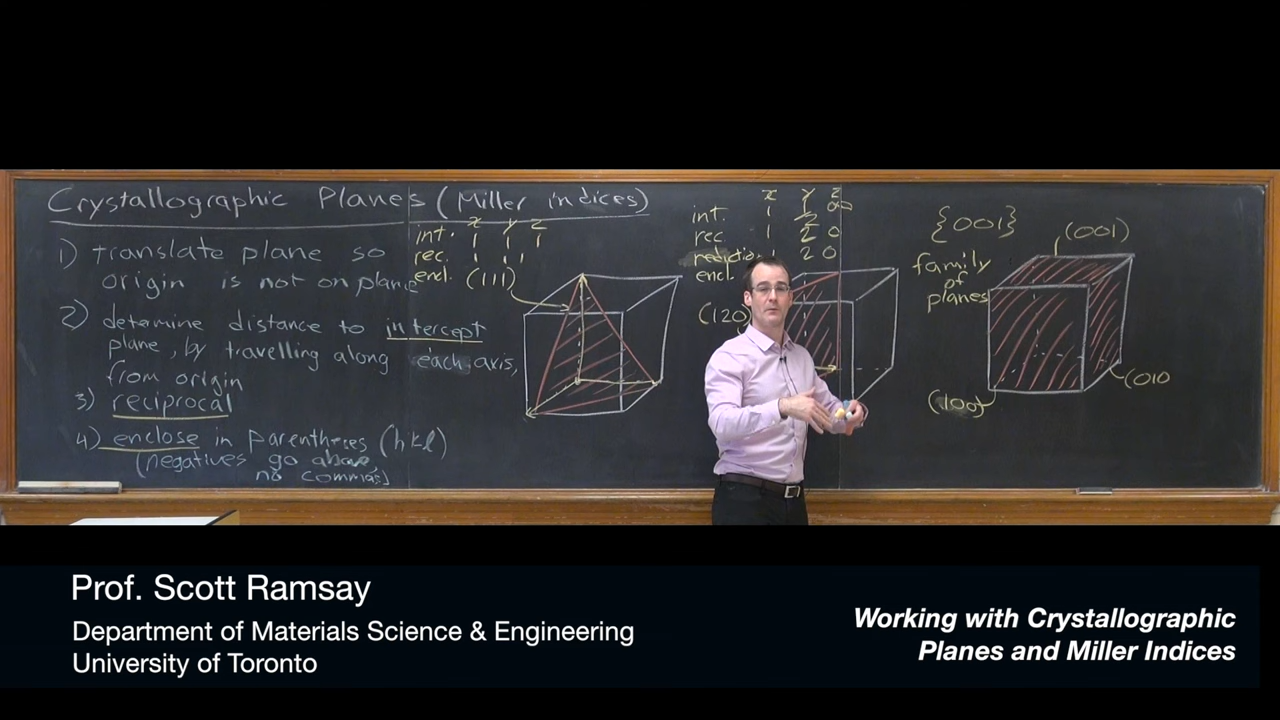 Crystallographic Planes (Miller indices)
1) translate plane so
origin is not on plane
2) determine distance to intercept
plane, by travelling along each axis,
from origin
3) reciprocal
4) enclose in parentheses (hkl)
(negatives go above,
no commas)
x y z
int. 1 1 1
rec. 1 1 1
encl. (111)
x y z
int. 1 1/2 ∞
rec. 1 2 0
reduction 1 2 0
encl.
(120)
{001}
family
of
planes
(001)
(100)
(010
Prof. Scott Ramsay
Department of Materials Science & Engineering
University of Toronto
Working with Crystallographic
Planes and Miller Indices